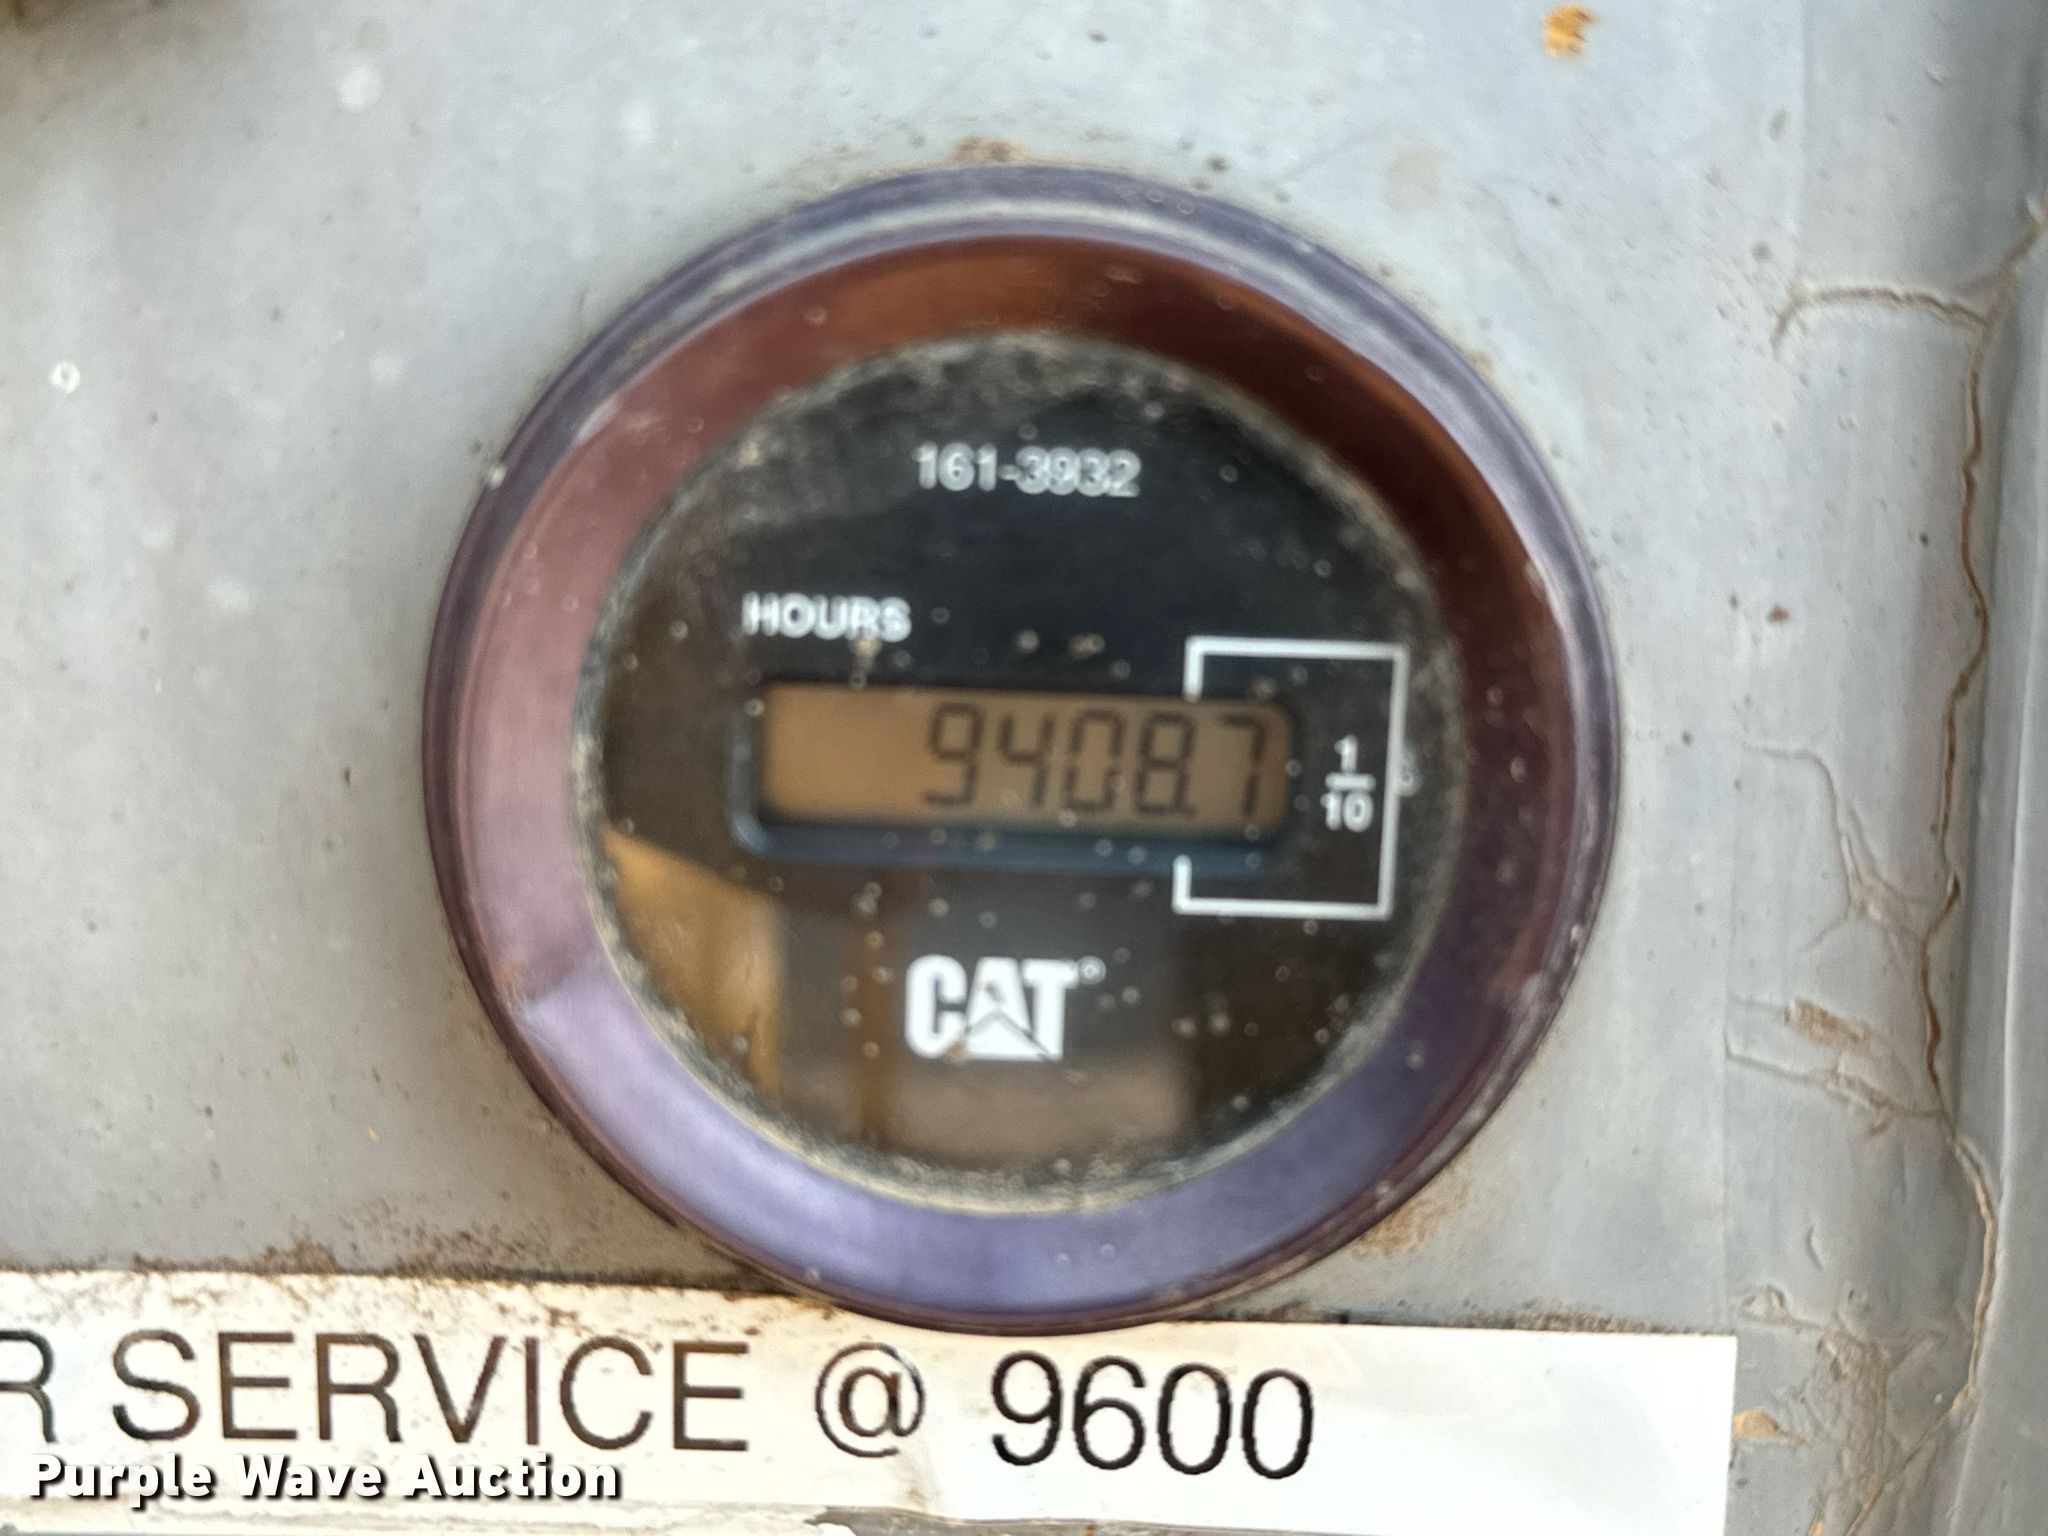 161-3932
HOURS
9408.7
1
10
CAT®
R SERVICE @ 9600
Purple Wave Auction